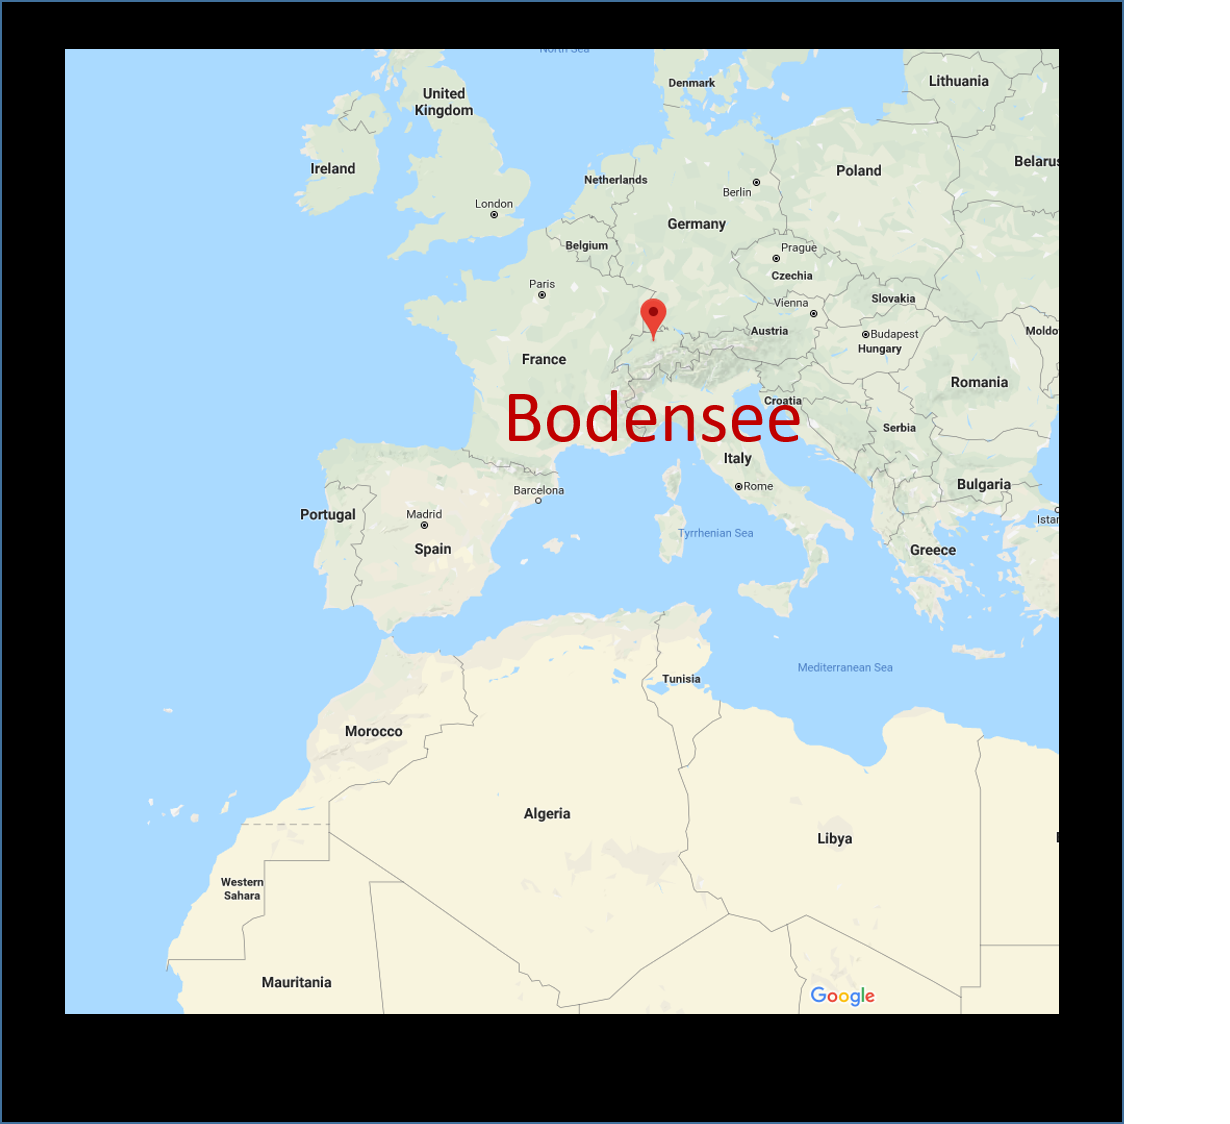 North Sea
Denmark
Lithuania
United
Kingdom
Ireland
Belarus
Poland
Netherlands
Berlin
London
Germany
Belgium
Prague
Czechia
Paris
Slovakia
Vienna
Austria
Moldo
Budapest
Hungary
France
Romania
Croatia
Bodensee
Serbia
Italy
Bulgaria
Rome
Barcelona
Portugal
Madrid
Istan
Tyrrhenian Sea
Spain
Greece
Mediterranean Sea
Tunisia
Morocco
Algeria
Libya
Western
Sahara
Mauritania
Google